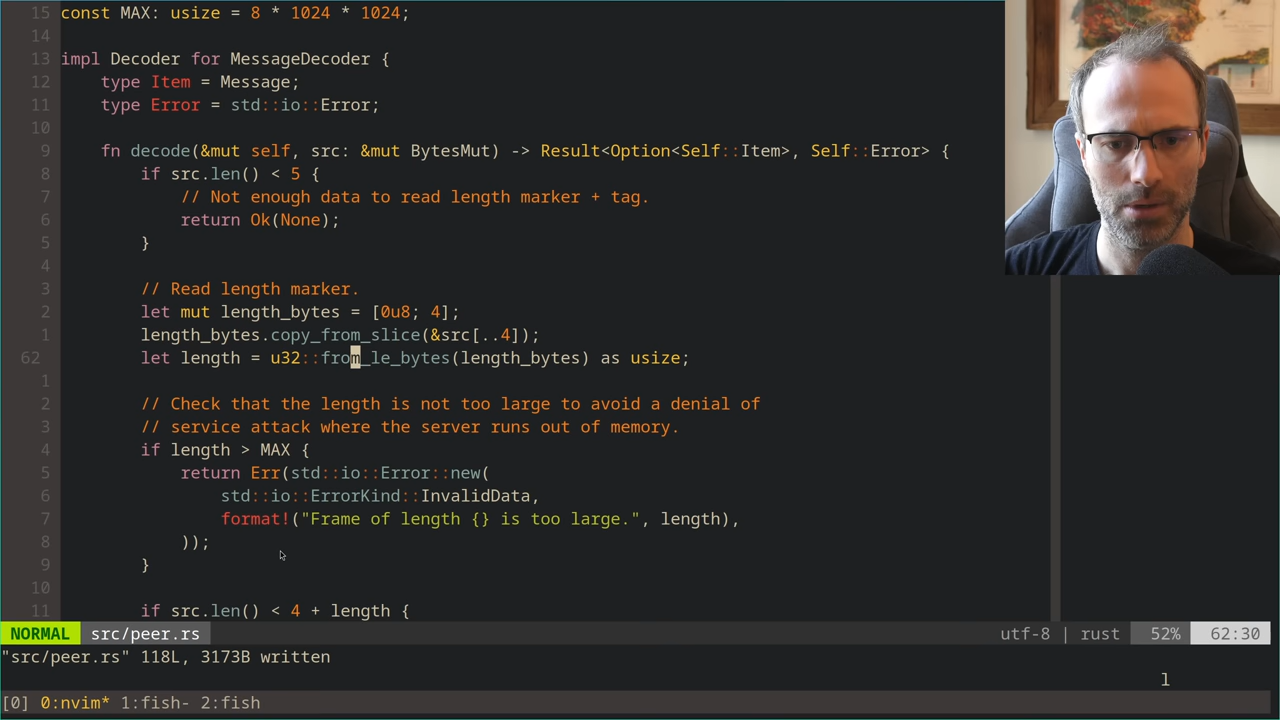 15 const MAX: usize = 8 * 1024 * 1024;
14
13 impl Decoder for MessageDecoder {
12     type Item = Message;
11     type Error = std::io::Error;
10
9     fn decode(&mut self, src: &mut BytesMut) -> Result<Option<Self::Item>, Self::Error> {
8         if src.len() < 5 {
7             // Not enough data to read length marker + tag.
6             return Ok(None);
5         }
4
3         // Read length marker.
2         let mut length_bytes = [0u8; 4];
1         length_bytes.copy_from_slice(&src[..4]);
62         let length = u32::from_le_bytes(length_bytes) as usize;
1
2         // Check that the length is not too large to avoid a denial of
3         // service attack where the server runs out of memory.
4         if length > MAX {
5             return Err(std::io::Error::new(
6                 std::io::ErrorKind::InvalidData,
7                 format!("Frame of length {} is too large.", length),
8             ));
9         }
10
11         if src.len() < 4 + length {
NORMAL src/peer.rs utf-8 | rust 52% 62:30
"src/peer.rs" 118L, 3173B written
l
[0] 0:nvim* 1:fish- 2:fish